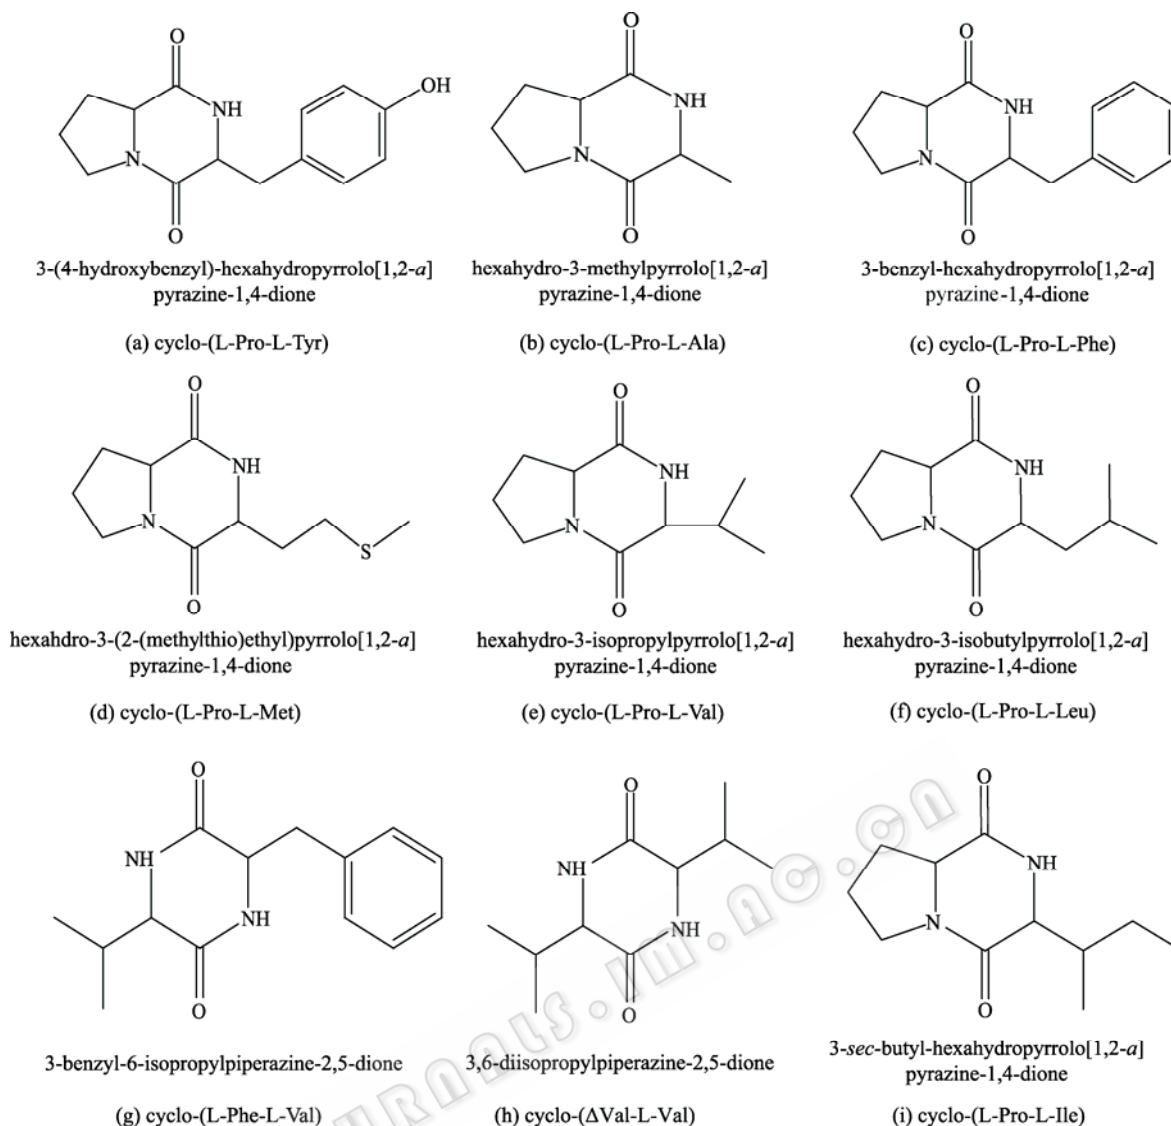 O
O
O
OH
NH
NH
NH
N
N
N
O
O
O
3-(4-hydroxybenzyl)-hexahydropyrrolo[1,2-a]
pyrazine-1,4-dione
(a) cyclo-(L-Pro-L-Tyr)
hexahydro-3-methylpyrrolo[1,2-a]
pyrazine-1,4-dione
(b) cyclo-(L-Pro-L-Ala)
3-benzyl-hexahydropyrrolo[1,2-a]
pyrazine-1,4-dione
(c) cyclo-(L-Pro-L-Phe)
O
O
O
NH
NH
NH
N
N
N
S
O
O
O
hexahdro-3-(2-(methylthio)ethyl)pyrrolo[1,2-a]
pyrazine-1,4-dione
(d) cyclo-(L-Pro-L-Met)
hexahydro-3-isopropylpyrrolo[1,2-a]
pyrazine-1,4-dione
(e) cyclo-(L-Pro-L-Val)
hexahydro-3-isobutylpyrrolo[1,2-a]
pyrazine-1,4-dione
(f) cyclo-(L-Pro-L-Leu)
O
O
O
NH
NH
NH
NH
NH
N
O
O
O
3-benzyl-6-isopropylpiperazine-2,5-dione
(g) cyclo-(L-Phe-L-Val)
3,6-diisopropylpiperazine-2,5-dione
(h) cyclo-(ΔVal-L-Val)
3-sec-butyl-hexahydropyrrolo[1,2-a]
pyrazine-1,4-dione
(i) cyclo-(L-Pro-L-Ile)
URNALS.IM.AC.CN